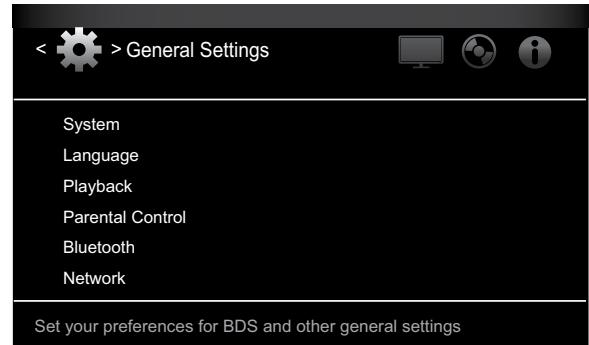 < > General Settings
System
Language
Playback
Parental Control
Bluetooth
Network
Set your preferences for BDS and other general settings